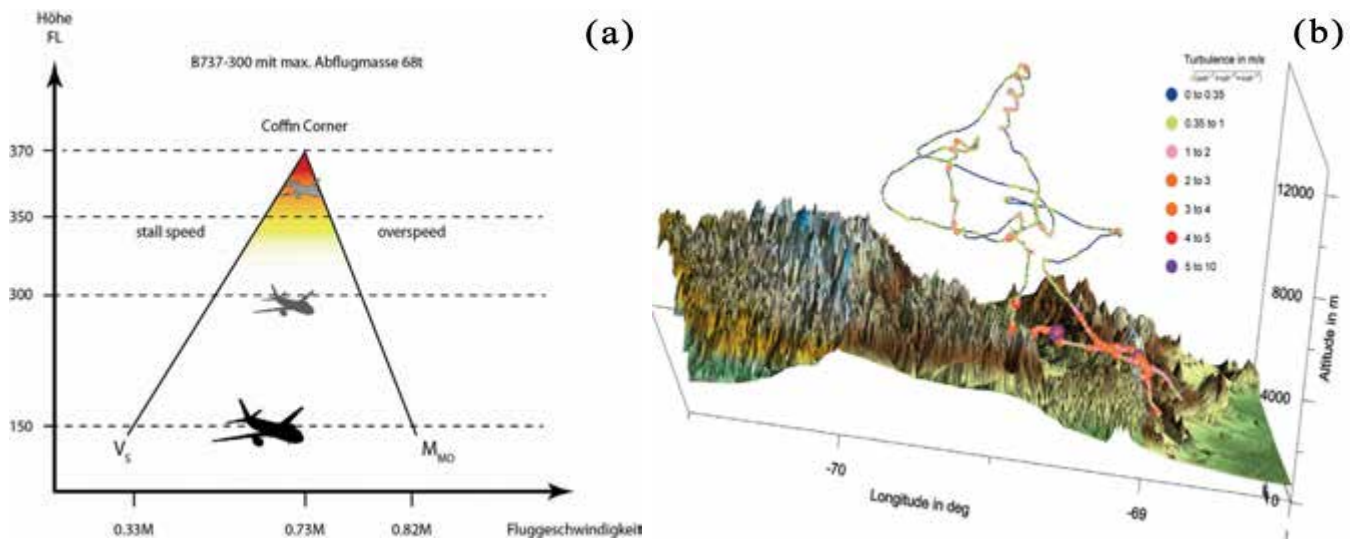 Höhe
FL
(a)
B737-300 mit max. Abflugmasse 68t
Coffin Corner
370
350
stall speed
overspeed
300
150
V_S
M_MO
0.33M
0.73M
0.82M
Fluggeschwindigkeit
(b)
Turbulence in m/s
0 to 0.35
0.35 to 1
1 to 2
2 to 3
3 to 4
4 to 5
5 to 10
12000
8000
4000
Altitude in m
-70
-69
Longitude in deg